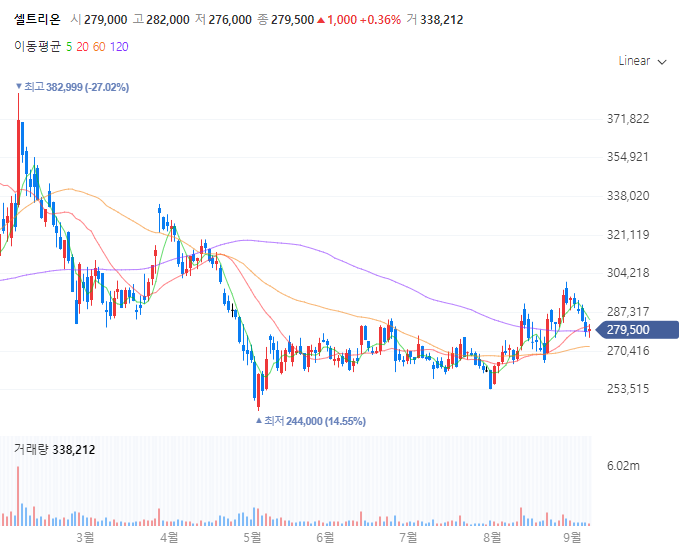 셀트리온 시 279,000 고 282,000 저 276,000 종 279,500 ▲ 1,000 +0.36% 거 338,212
이동평균 5 20 60 120
Linear
▼최고 382,999 (-27.02%)
371,822
354,921
338,020
321,119
304,218
287,317
279,500
270,416
253,515
▲최저 244,000 (14.55%)
거래량 338,212
6.02m
3월 4월 5월 6월 7월 8월 9월